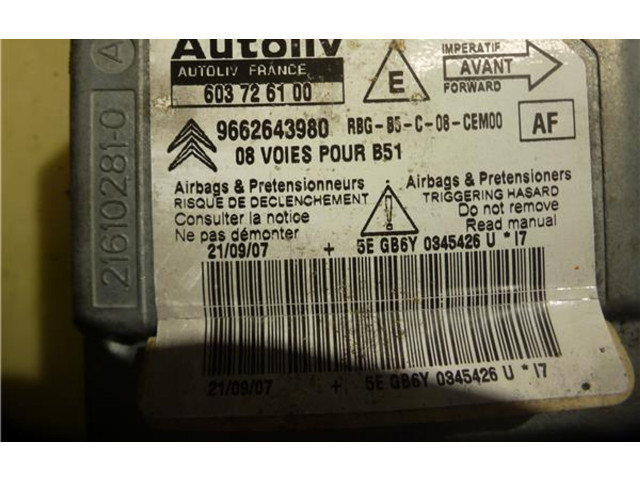 Autoliv
AUTOLIV FRANCE
603 72 61 00
E
IMPERATIF
AVANT
FORWARD
9662643980 RBG-B5-C-08-CEM00 AF
08 VOIES POUR B51
Airbags & Pretensionneurs
RISQUE DE DECLENCHEMENT
Consulter la notice
Ne pas démonter
Airbags & Pretensioners
TRIGGERING HASARD
Do not remove
Read manual
21/09/07 + 5E GB6Y 0345426 U * 17
21/09/07 + 5E GB6Y 0345426 U * 17
21610281-0 A